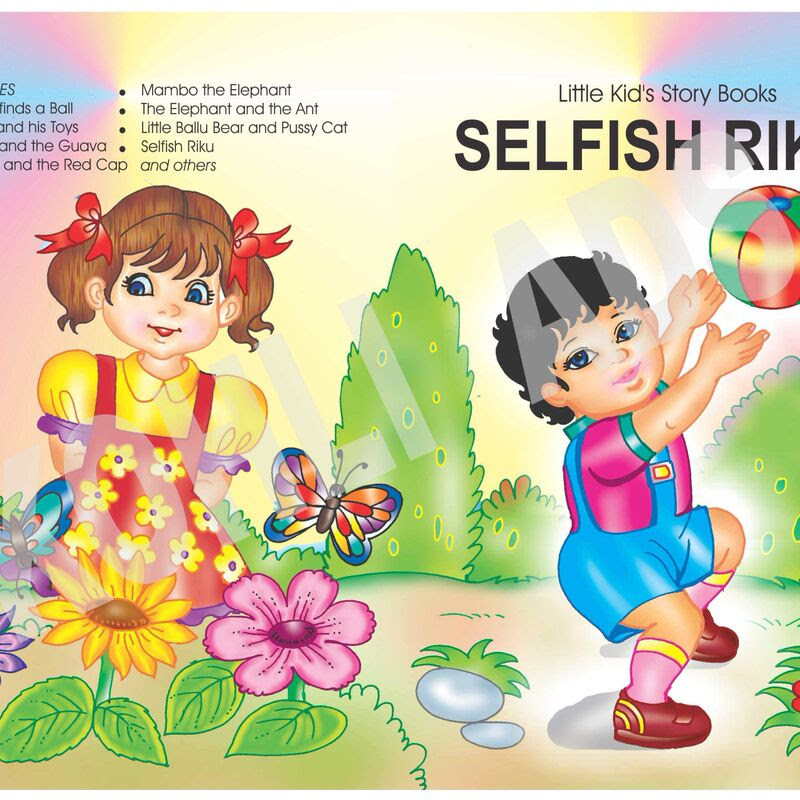 ES
finds a Ball
and his Toys
and the Guava
and the Red Cap
• Mambo the Elephant
• The Elephant and the Ant
• Little Ballu Bear and Pussy Cat
• Selfish Riku
and others
Little Kid's Story Books
SELFISH RIK
ADS